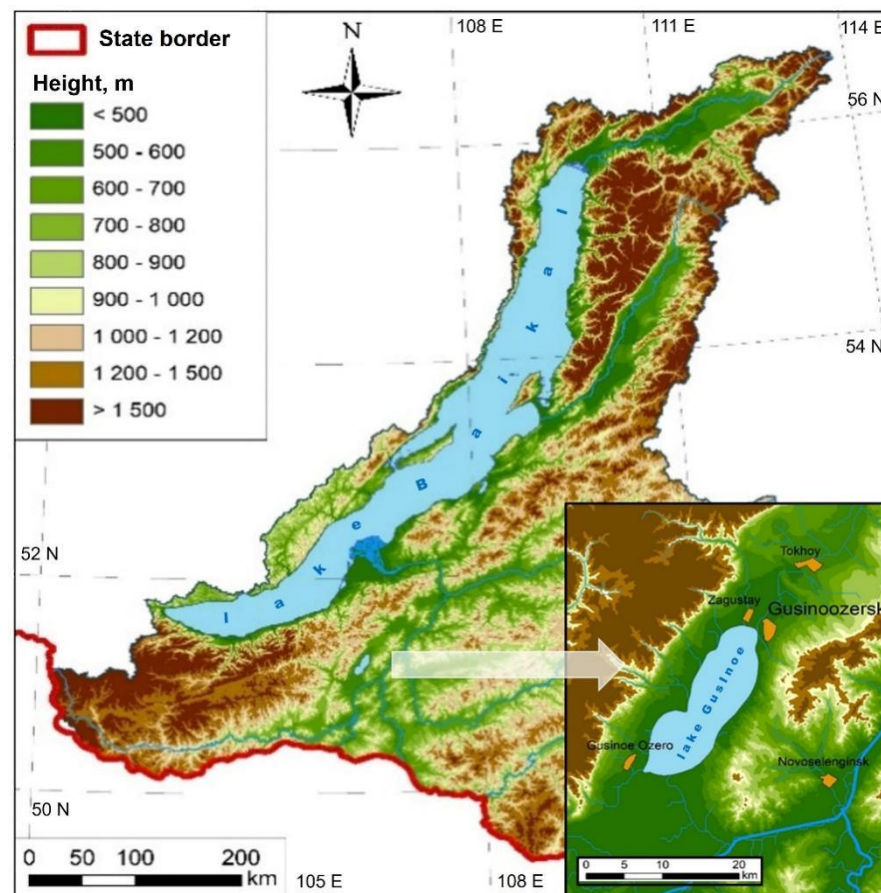 State border
Height, m
< 500
500 - 600
600 - 700
700 - 800
800 - 900
900 - 1 000
1 000 - 1 200
1 200 - 1 500
> 1 500
N
108 E
111 E
114 E
56 N
54 N
52 N
50 N
lake Baikal
Tokhoy
Zagustay
Gusinoozersk
lake Gusinoe
Gusinoe Ozero
Novoselenginsk
0 5 10 20
km
0 50 100 200
km
105 E
108 E